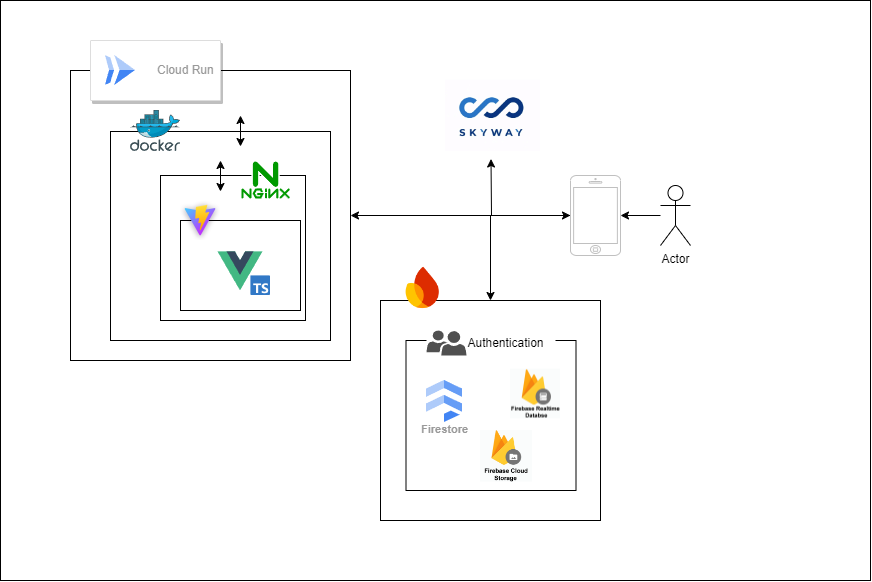 Cloud Run
docker
NGiNX
TS
SKYWAY
Actor
Authentication
Firestore
Firebase Realtime
Databse
Firebase Cloud
Storage